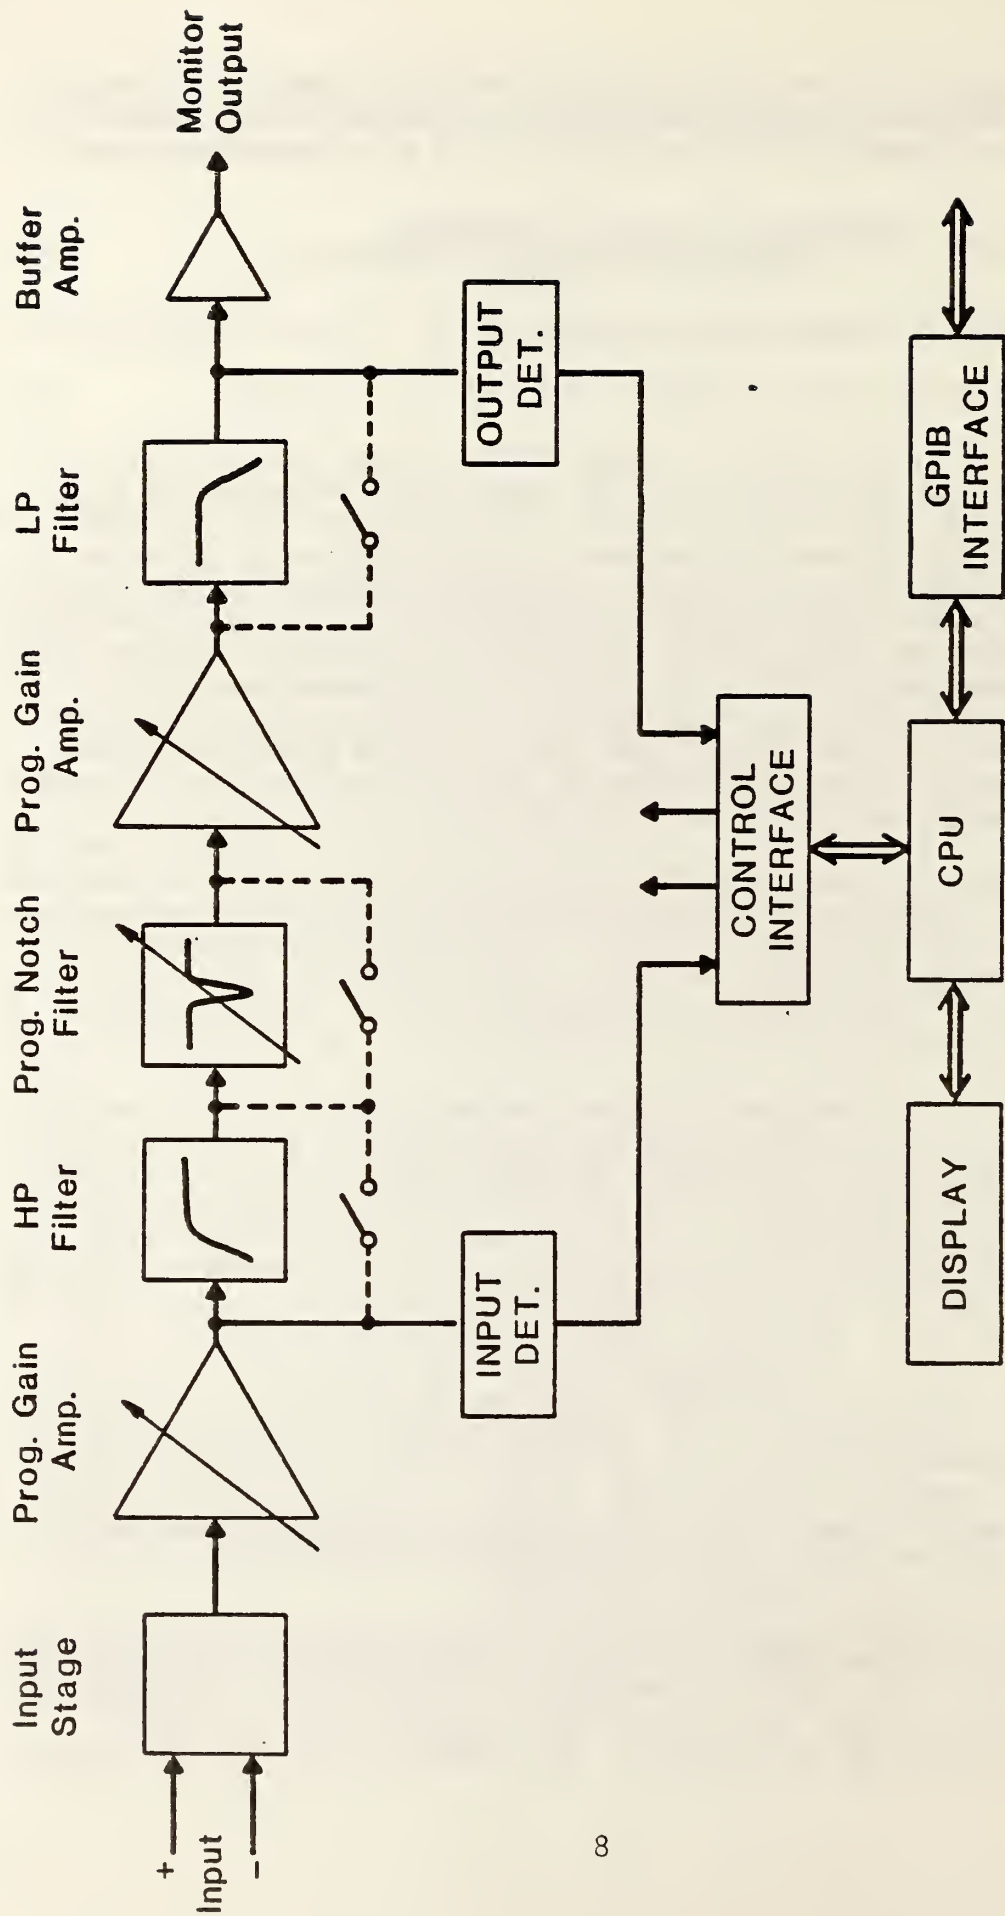 Input
Stage
Prog. Gain
Amp.
HP
Filter
Prog. Notch
Filter
Prog. Gain
Amp.
LP
Filter
Buffer
Amp.
+
Input
-
Monitor
Output
INPUT
DET.
OUTPUT
DET.
CONTROL
INTERFACE
DISPLAY
CPU
GPIB
INTERFACE
8